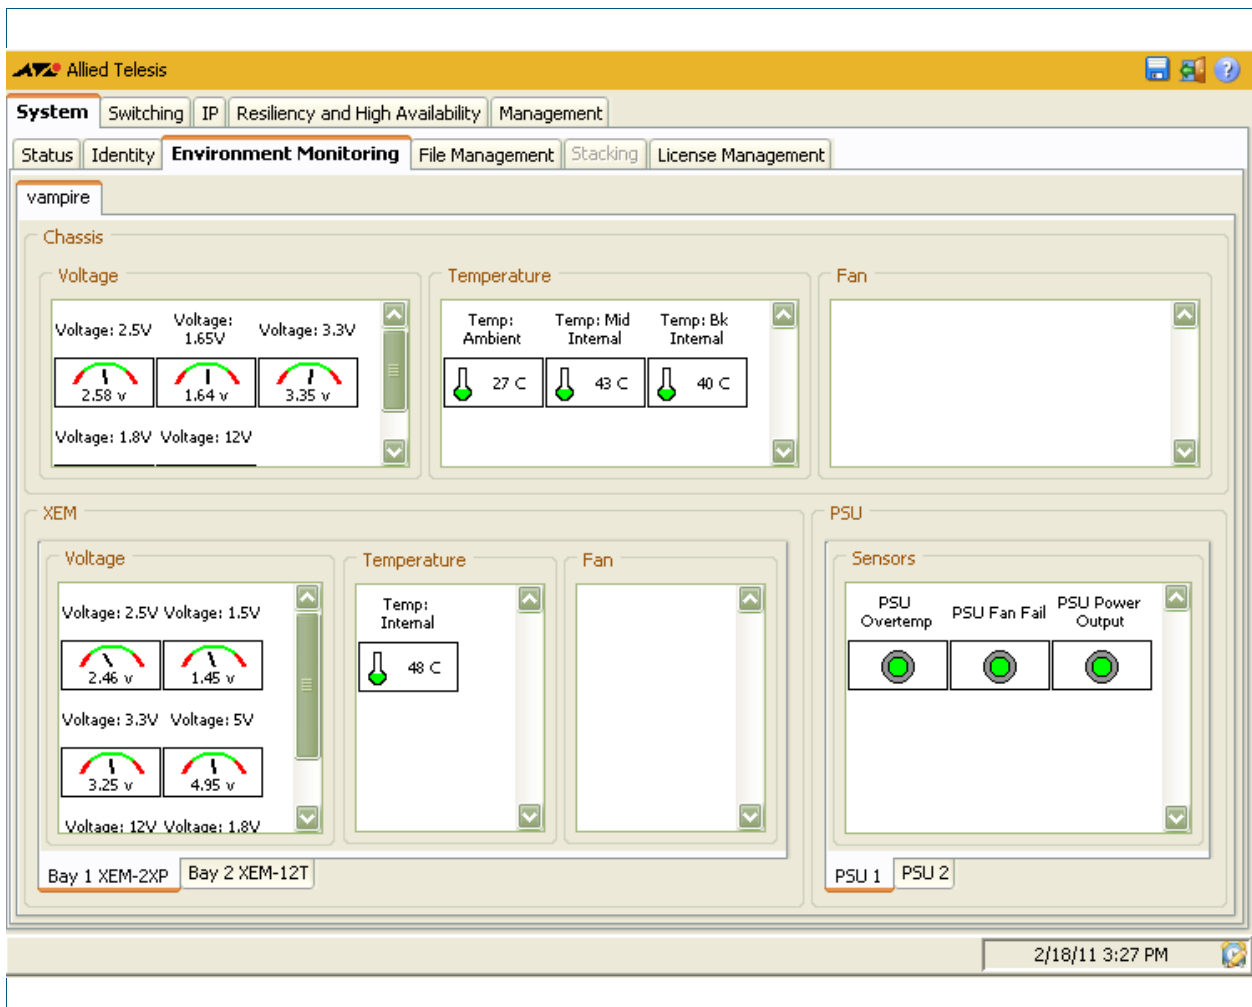 Allied Telesis
System Switching IP Resiliency and High Availability Management
Status Identity Environment Monitoring File Management Stacking License Management
vampire
Chassis
Voltage
Voltage: 2.5V
Voltage:
1.65V
Voltage: 3.3V
2.58 v
1.64 v
3.35 v
Voltage: 1.8V
Voltage: 12V
Temperature
Temp:
Ambient
Temp: Mid
Internal
Temp: Bk
Internal
27 C
43 C
40 C
Fan
XEM
Voltage
Voltage: 2.5V
Voltage: 1.5V
2.46 v
1.45 v
Voltage: 3.3V
Voltage: 5V
3.25 v
4.95 v
Voltage: 12V
Voltage: 1.8V
Temperature
Temp:
Internal
48 C
Fan
Bay 1 XEM-2XP
Bay 2 XEM-12T
PSU
Sensors
PSU
Overtemp
PSU Fan Fail
PSU Power
Output
PSU 1
PSU 2
2/18/11 3:27 PM